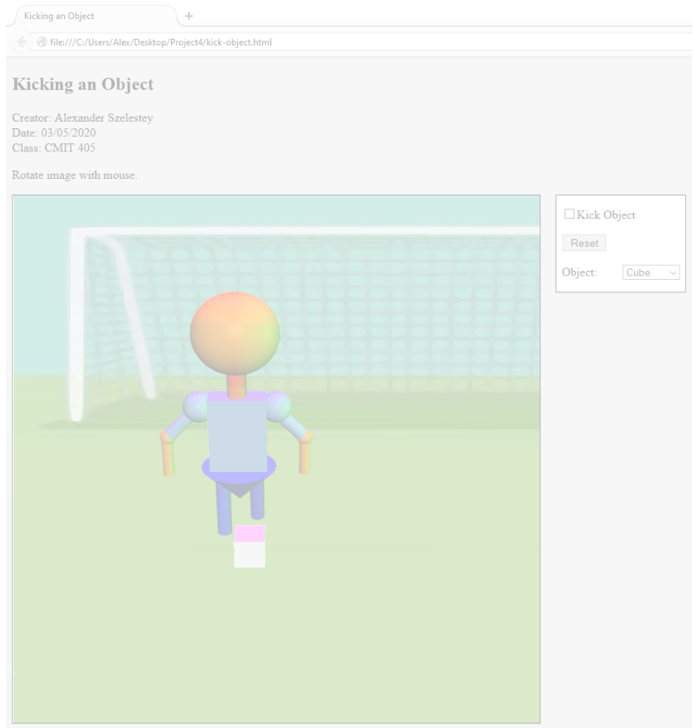 Kicking an Object
file:///C:/Users/Alex/Desktop/Project4/kick-object.html
Kicking an Object
Creator: Alexander Szelestey
Date: 03/05/2020
Class: CMIT 405
Rotate image with mouse.
Kick Object
Reset
Object: Cube